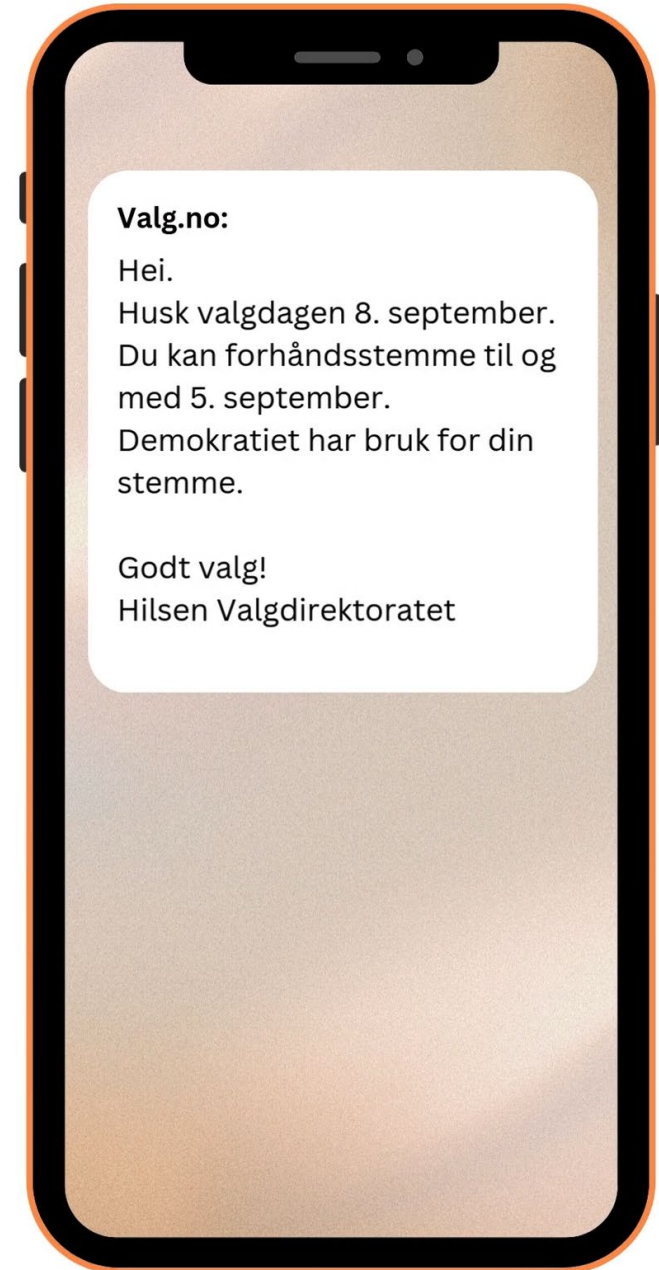 Valg.no:
Hei.
Husk valgdagen 8. september.
Du kan forhåndsstemme til og
med 5. september.
Demokratiet har bruk for din
stemme.
Godt valg!
Hilsen Valgdirektoratet